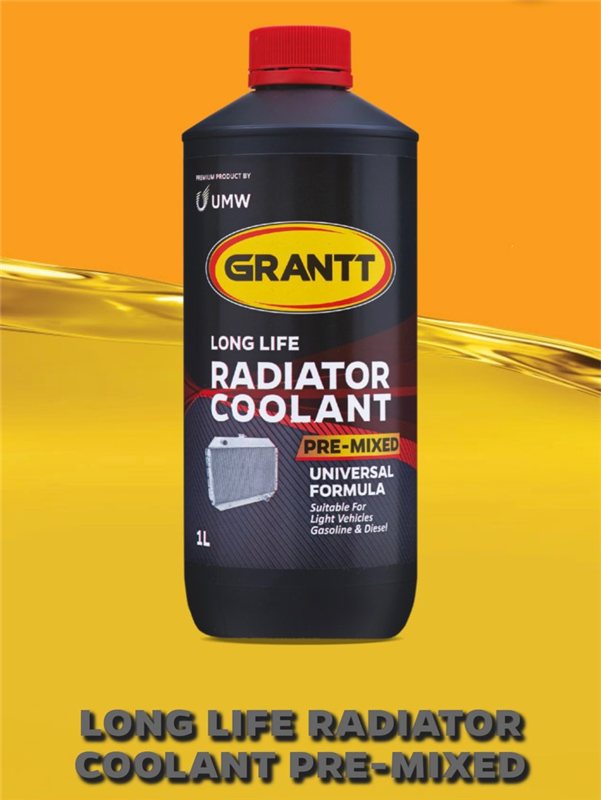 PREMIUM PRODUCT BY
UMW
GRANTT
LONG LIFE
RADIATOR
COOLANT
PRE-MIXED
UNIVERSAL
FORMULA
Suitable For
Light Vehicles
Gasoline & Diesel
1L
LONG LIFE RADIATOR
COOLANT PRE-MIXED